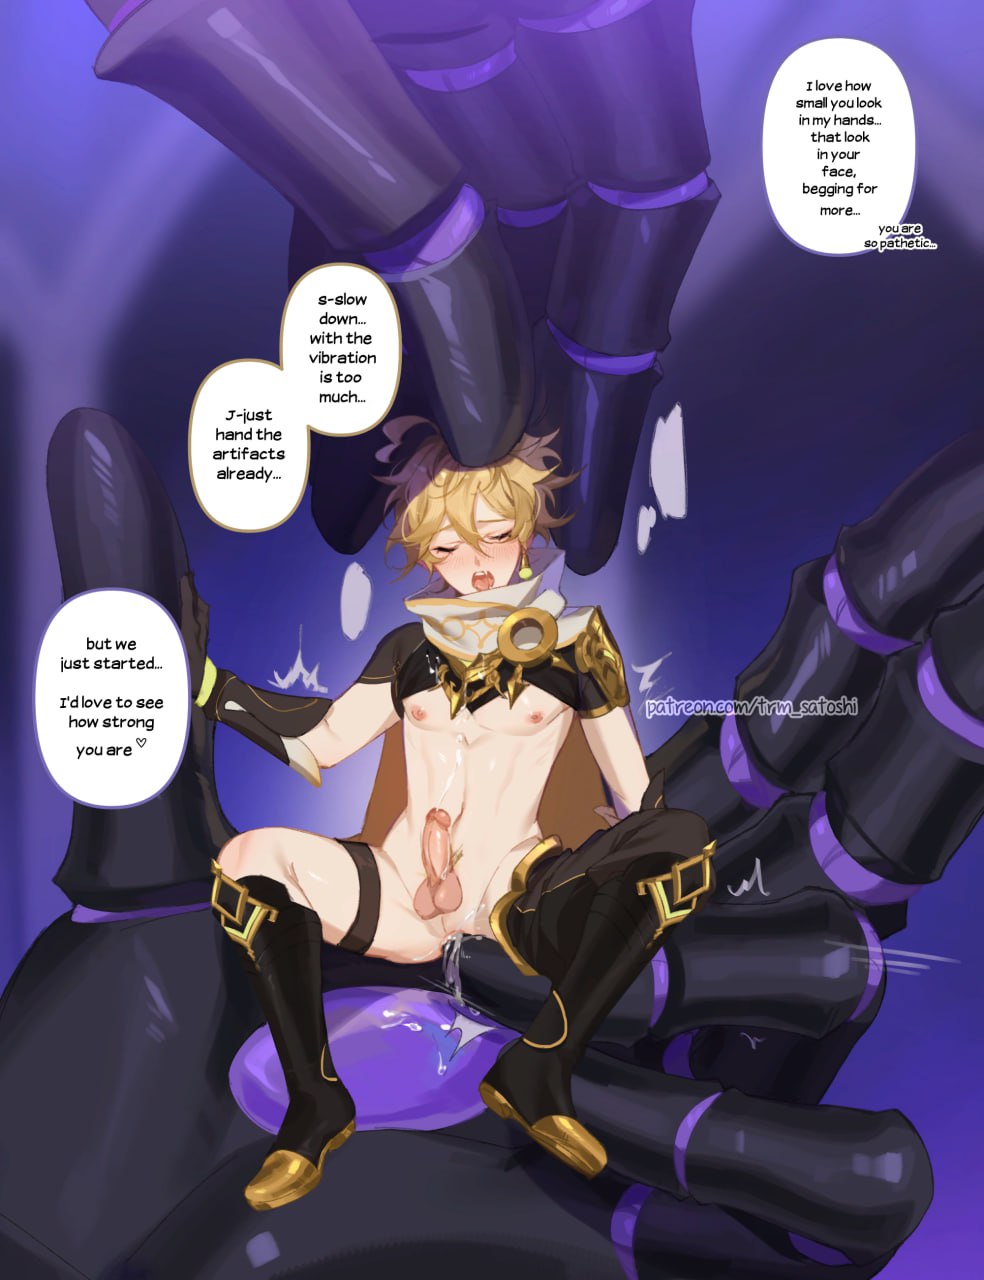 I love how
small you look
in my hands...
that look
in your
face,
begging for
more...
you are
so pathetic...
s-slow
down...
with the
vibration
is too
much...
J-just
hand the
artifacts
already...
but we
just started...
I'd love to see
how strong
you are ♡
patreon.com/trm_satoshi